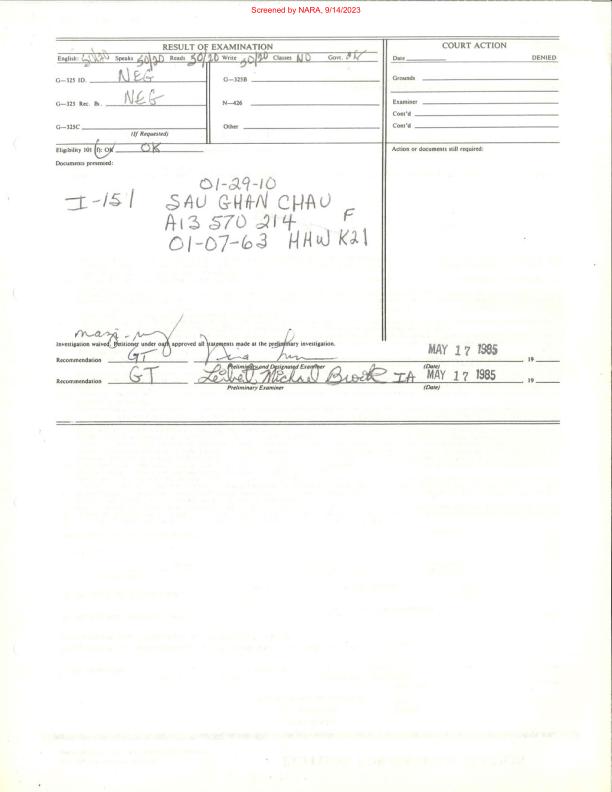 Screened by NARA, 9/14/2023
RESULT OF EXAMINATION
English: 50/20 Speaks 50/20 Reads 50/20 Write 50/20 Classes NO Govt. OK
G—325 ID. NEG
G—325B
G—325 Rec. Br. NEG
N—426
G—325C
(If Requested)
Other
Eligibility 101 (f): OK OK
Documents presented:
01-29-10
I-151 SAU GHAN CHAU
A13 570 214 F
01-07-63 HHW K21
COURT ACTION
Date DENIED
Grounds
Examiner
Cont'd
Cont'd
Action or documents still required:
Investigation waived. Petitioner under oath approved all statements made at the preliminary investigation.
Recommendation GT MAY 17 1985 19
Preliminary and Designated Examiner (Date)
Recommendation GT Michael Brock IA MAY 17 1985 19
Preliminary Examiner (Date)